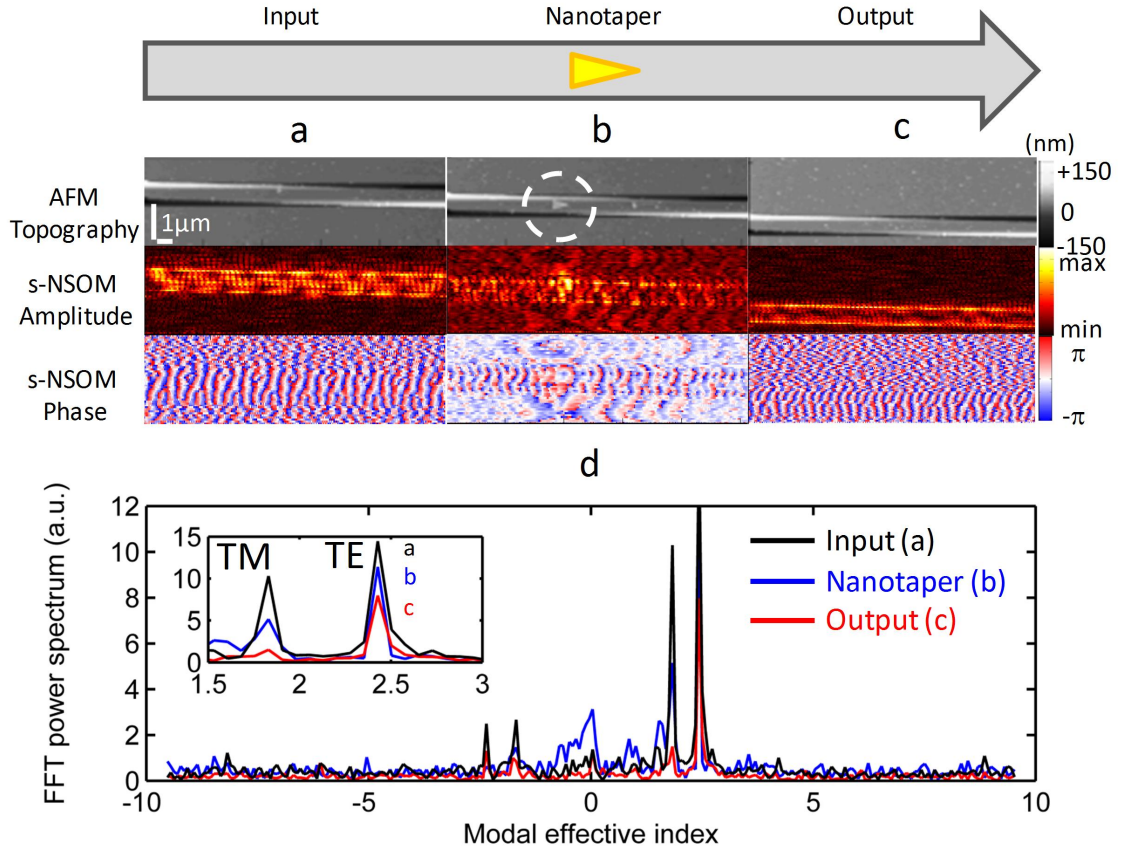 Input Nanotaper Output
a b c
(nm)
AFM
Topography
1μm
+150
0
-150
s-NSOM
Amplitude
max
min
s-NSOM
Phase
π
-π
d
FFT power spectrum (a.u.)
12
10
8
6
4
2
0
-10 -5 0 5 10
Modal effective index
TM TE
a
b
c
15
10
5
0
1.5 2 2.5 3
Input (a)
Nanotaper (b)
Output (c)